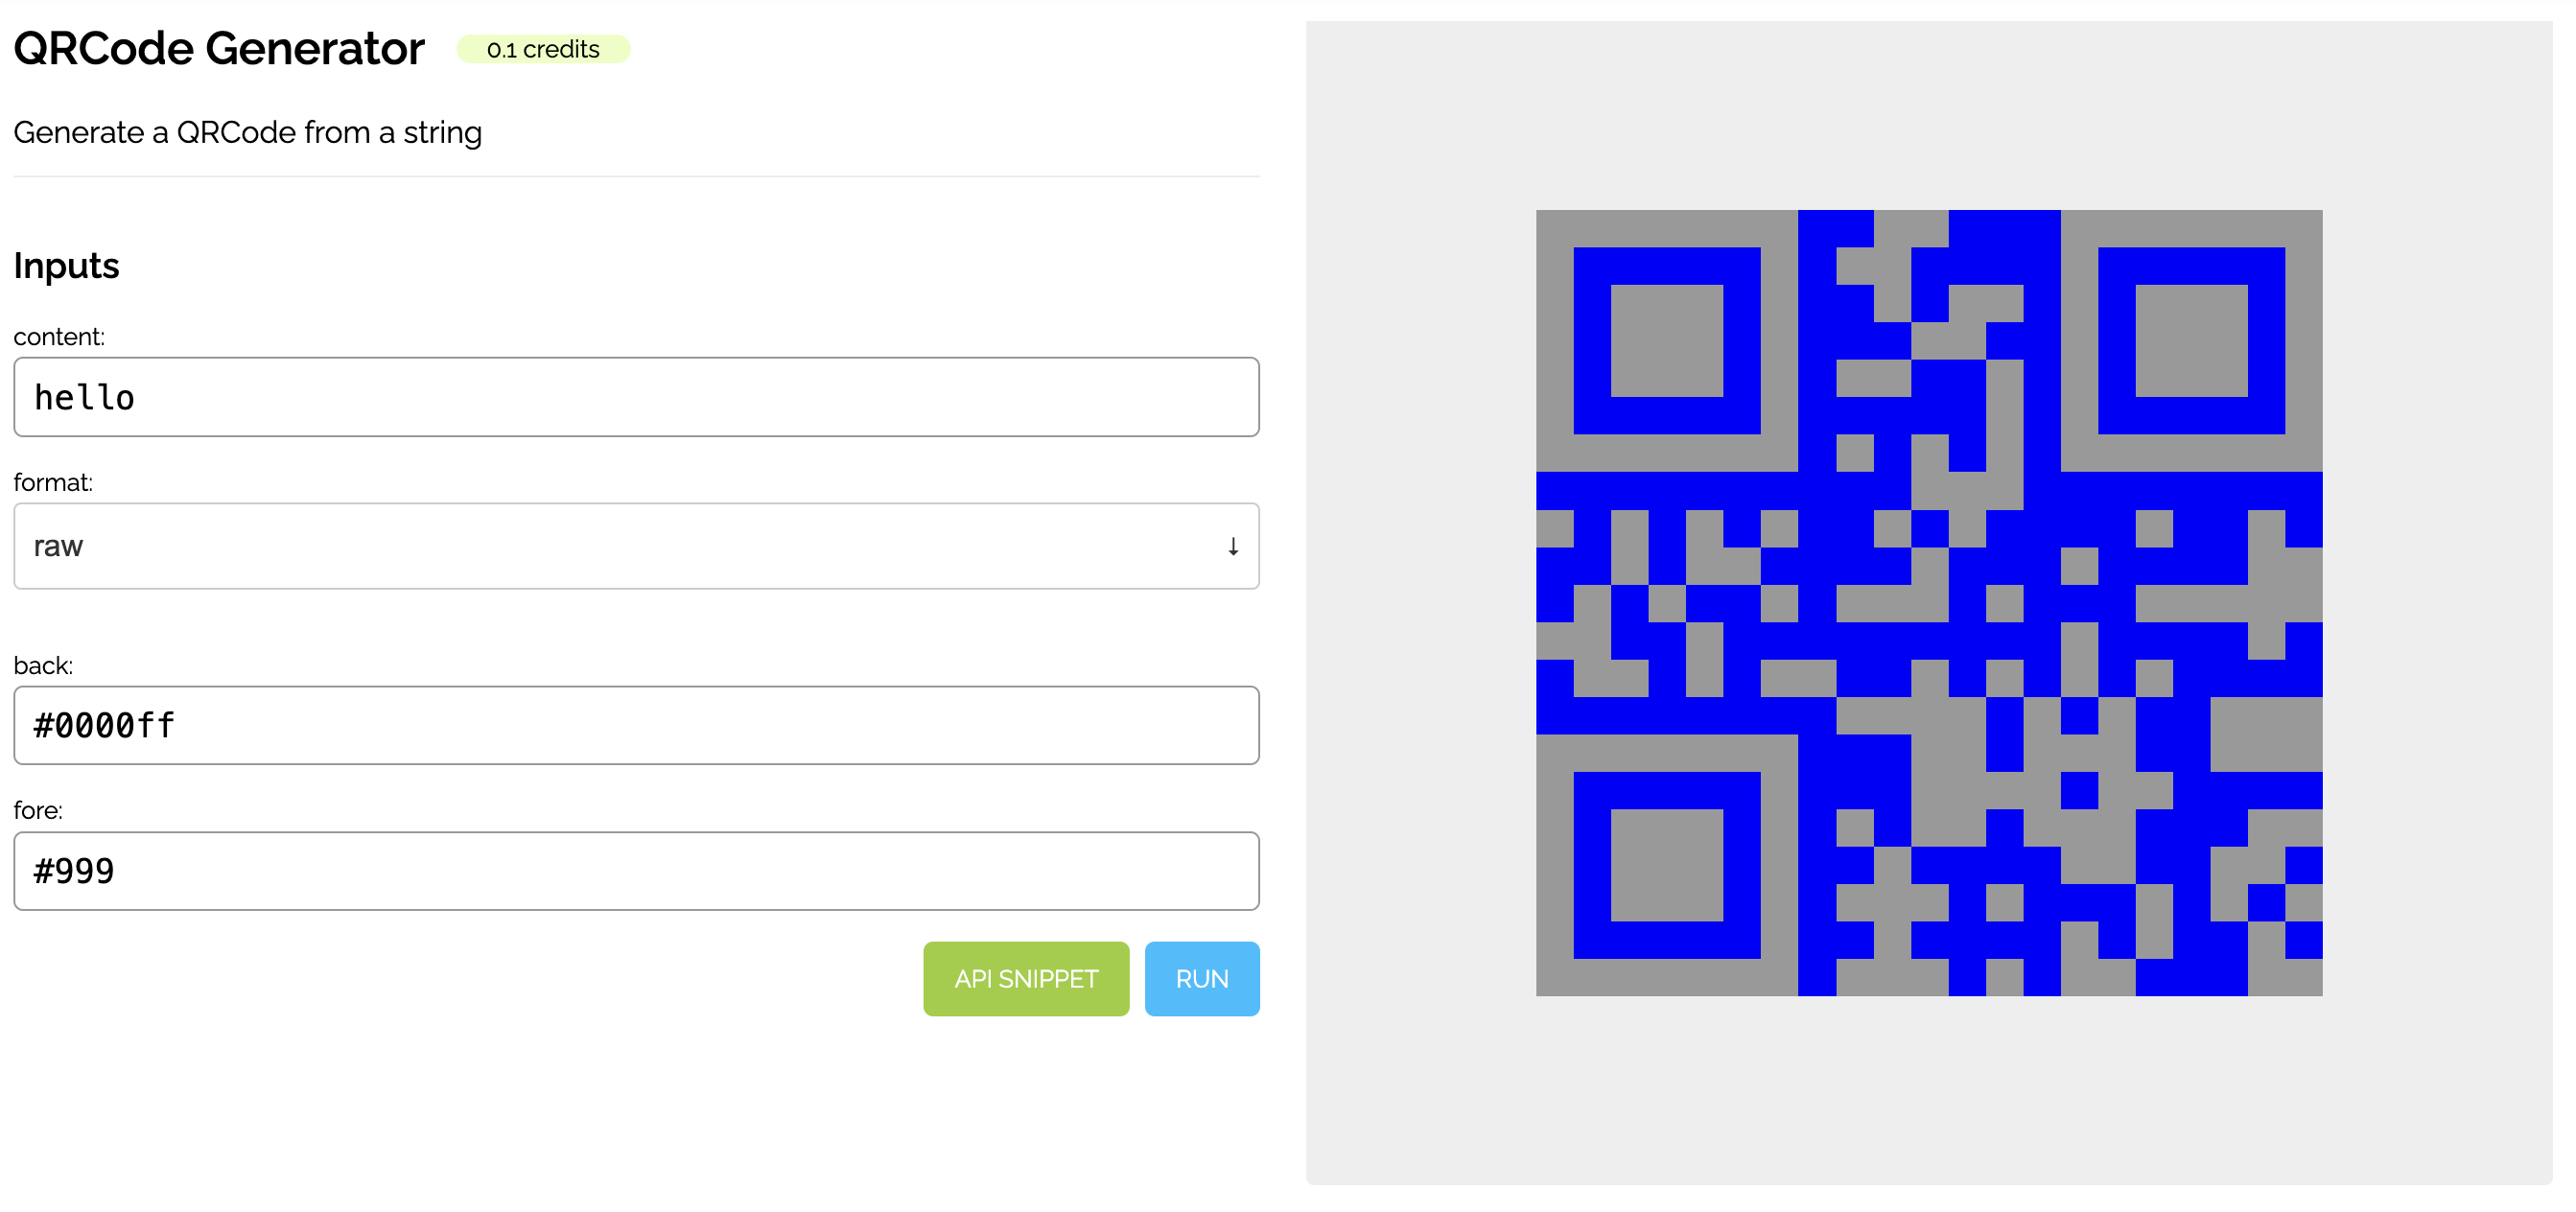 QRCode Generator 0.1 credits
Generate a QRCode from a string
Inputs
content:
hello
format:
raw ↓
back:
#0000ff
fore:
#999
API SNIPPET RUN